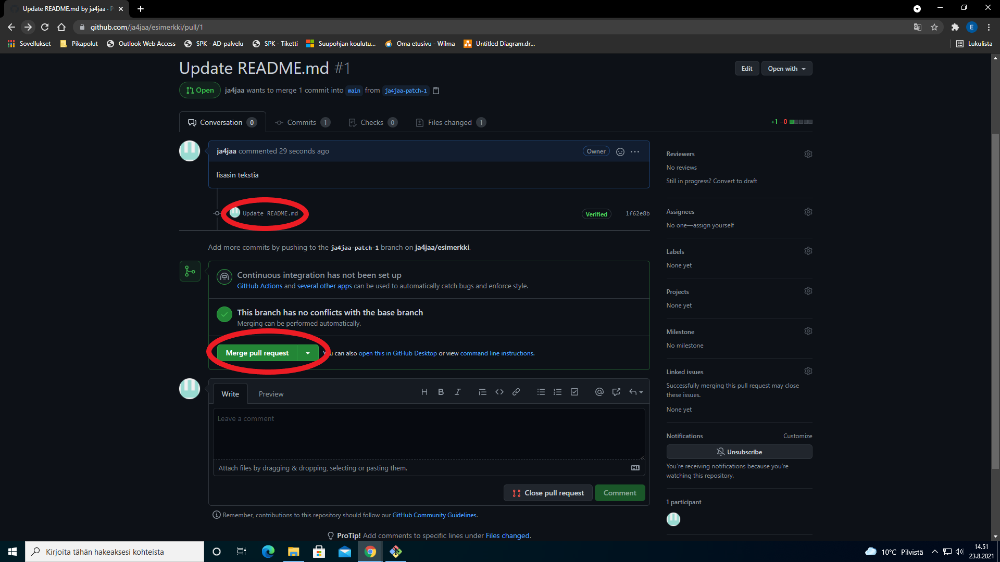 Update README.md by ja4jaa · P
github.com/ja4jaa/esimerkki/pull/1
E
Sovellukset
Pikapolut
Outlook Web Access
SPK - AD-palvelu
SPK - Tiketti
Suupohjan koulutu...
Oma etusivu - Wilma
Untitled Diagram.dr...
Lukulista
Update README.md #1
Edit
Open with
Open
ja4jaa wants to merge 1 commit into main from ja4jaa-patch-1
Conversation 0
Commits 1
Checks 0
Files changed 1
+1 −0
ja4jaa commented 29 seconds ago
Owner
lisäsin tekstiä
Update README.md
Verified
1f62e8b
Add more commits by pushing to the ja4jaa-patch-1 branch on ja4jaa/esimerkki.
Continuous integration has not been set up
GitHub Actions and several other apps can be used to automatically catch bugs and enforce style.
This branch has no conflicts with the base branch
Merging can be performed automatically.
Merge pull request
You can also open this in GitHub Desktop or view command line instructions.
Write
Preview
H B I
Leave a comment
Attach files by dragging & dropping, selecting or pasting them.
Close pull request
Comment
Remember, contributions to this repository should follow our GitHub Community Guidelines.
ProTip! Add comments to specific lines under Files changed.
Reviewers
No reviews
Still in progress? Convert to draft
Assignees
No one—assign yourself
Labels
None yet
Projects
None yet
Milestone
No milestone
Linked issues
Successfully merging this pull request may close
these issues.
None yet
Notifications
Customize
Unsubscribe
You're receiving notifications because you're
watching this repository.
1 participant
Kirjoita tähän hakeaksesi kohteista
10°C Pilvistä
14.51
23.8.2021